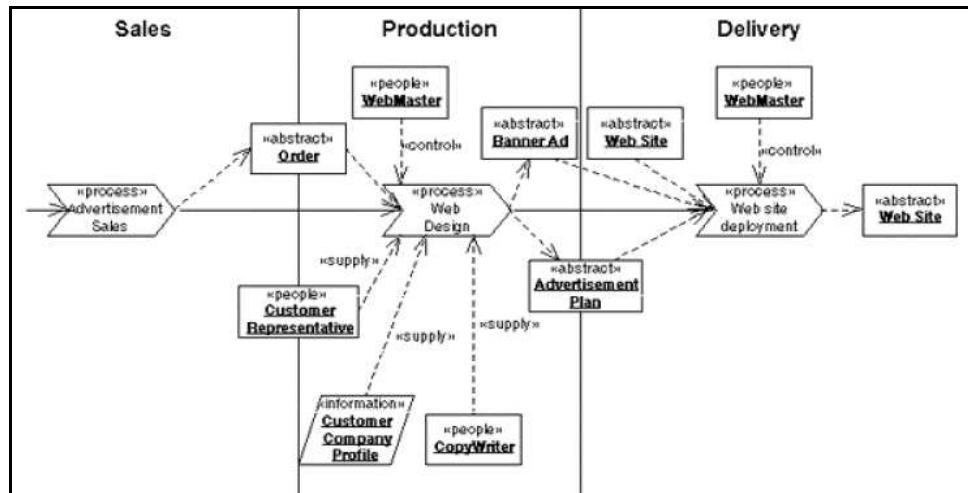 Sales
Production
Delivery
«people»
WebMaster
«people»
WebMaster
«abstract»
Order
«control»
«abstract»
Banner Ad
«abstract»
Web Site
«control»
«process»
Advertisement
Sales
«process»
Web
Design
«process»
Web site
deployment
«abstract»
Web Site
«supply»
«people»
Customer
Representative
«abstract»
Advertisement
Plan
«supply»
«supply»
«information»
Customer
Company
Profile
«people»
CopyWriter